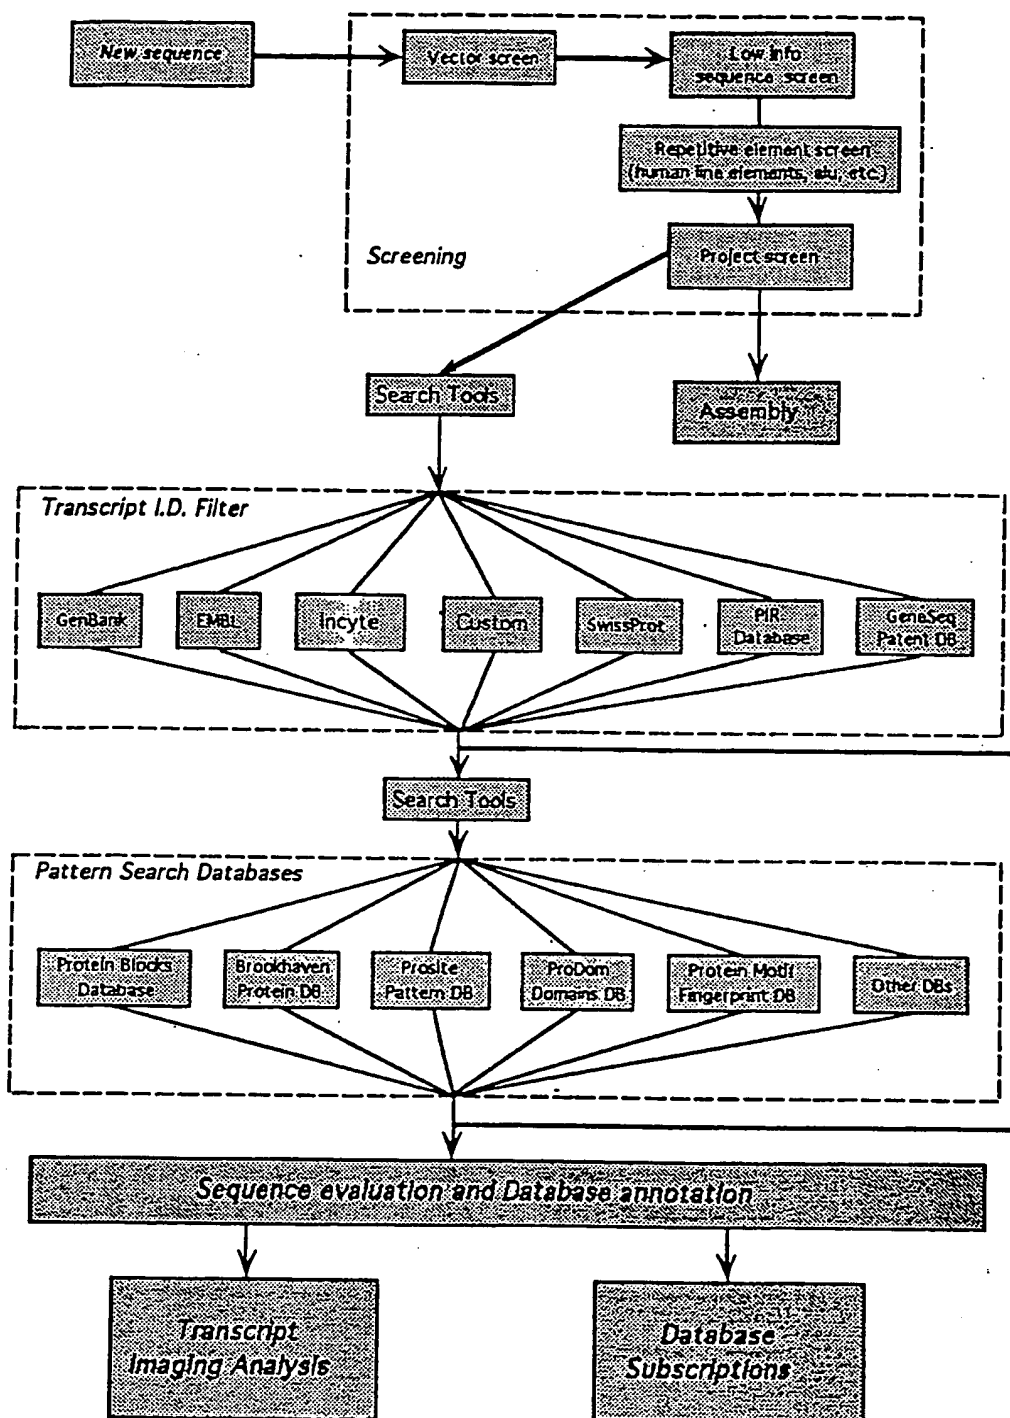 New sequence
Vector screen
Low info
sequence screen
Repetitive element screen
(human line elements, alu, etc.)
Project screen
Screening
Search Tools
Assembly
Transcript I.D. Filter
GenBank
EMBL
Incyte
Custom
SwissProt
PIR
Database
GeneSeq
Patent DB
Search Tools
Pattern Search Databases
Protein Blocks
Database
Brookhaven
Protein DB
Prosite
Pattern DB
ProDom
Domains DB
Protein Motif
Fingerprint DB
Other DBs
Sequence evaluation and Database annotation
Transcript
Imaging Analysis
Database
Subscriptions